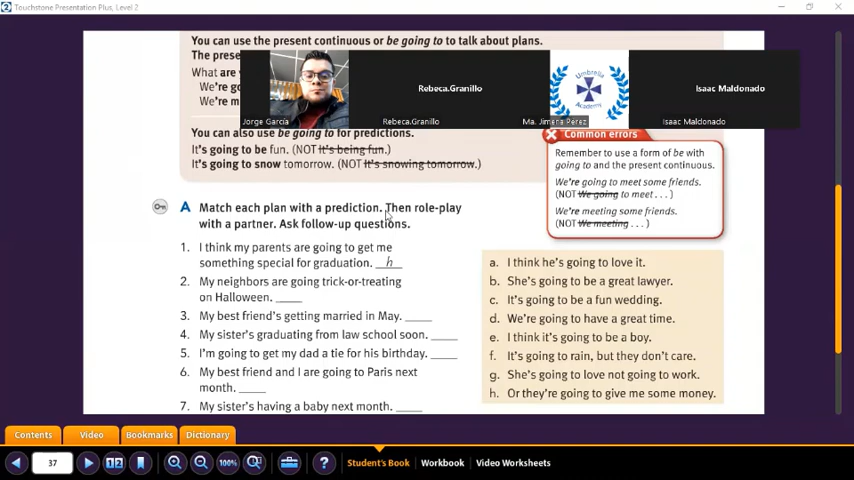 Touchstone Presentation Plus, Level 2
You can use the present continuous or be going to to talk about plans.
The prese
What are
We're go
We're m
Rebeca.Granillo
Umbrella
Academy
Isaac Maldonado
Jorge García
Rebeca.Granillo
Ma. Jimena Pérez
Isaac Maldonado
You can also use be going to for predictions.
It's going to be fun. (NOT It's being fun.)
It's going to snow tomorrow. (NOT It's snowing tomorrow.)
Common errors
Remember to use a form of be with
going to and the present continuous.
We're going to meet some friends.
(NOT We going to meet . . . )
We're meeting some friends.
(NOT We meeting . . . )
A Match each plan with a prediction. Then role-play
with a partner. Ask follow-up questions.
1. I think my parents are going to get me
something special for graduation. h
2. My neighbors are going trick-or-treating
on Halloween.
3. My best friend's getting married in May.
4. My sister's graduating from law school soon.
5. I'm going to get my dad a tie for his birthday.
6. My best friend and I are going to Paris next
month.
7. My sister's having a baby next month.
a. I think he's going to love it.
b. She's going to be a great lawyer.
c. It's going to be a fun wedding.
d. We're going to have a great time.
e. I think it's going to be a boy.
f. It's going to rain, but they don't care.
g. She's going to love not going to work.
h. Or they're going to give me some money.
Contents
Video
Bookmarks
Dictionary
37
12
100%
?
Student's Book
Workbook
Video Worksheets